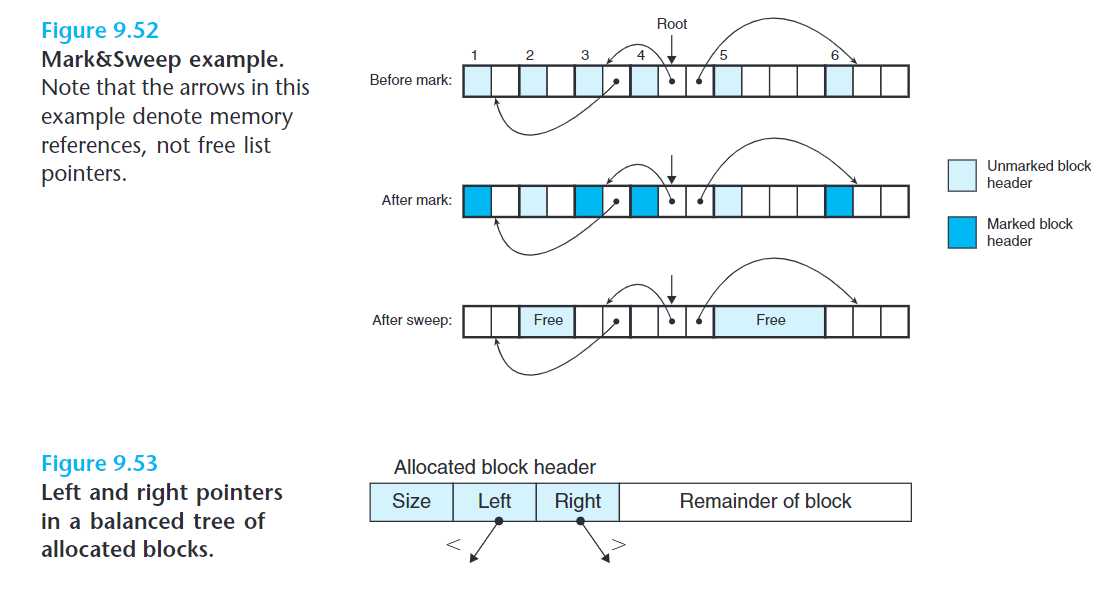 Figure 9.52
Mark&Sweep example.
Note that the arrows in this
example denote memory
references, not free list
pointers.
Root
1 2 3 4 5 6
Before mark:
After mark:
Unmarked block
header
Marked block
header
After sweep:
Free Free
Figure 9.53
Left and right pointers
in a balanced tree of
allocated blocks.
Allocated block header
Size Left Right Remainder of block
< >